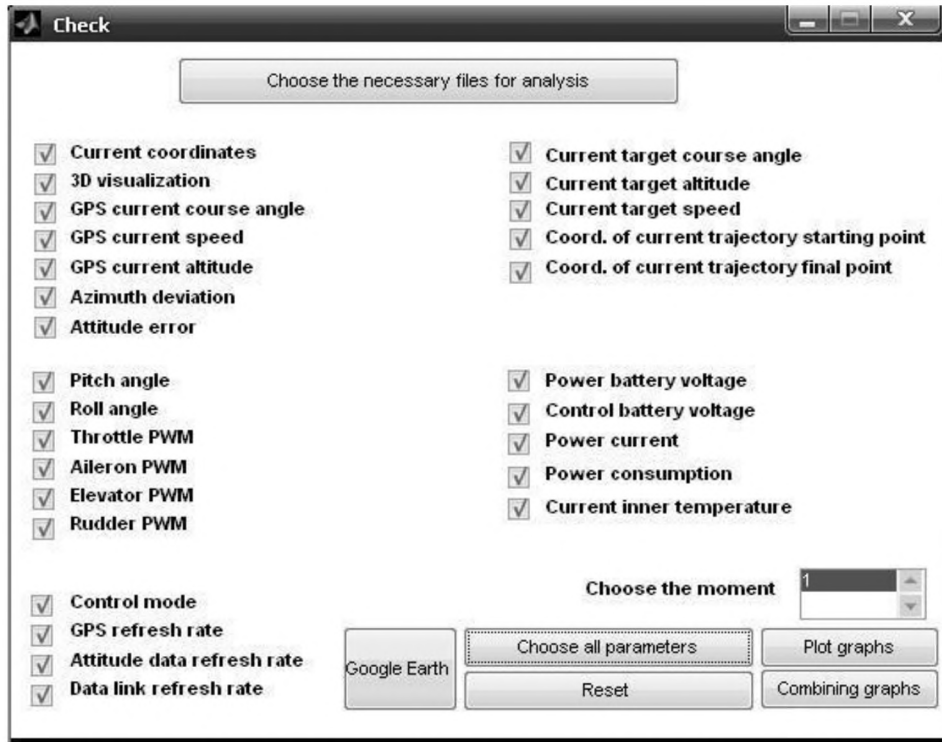 Check
Choose the necessary files for analysis
Current coordinates
3D visualization
GPS current course angle
GPS current speed
GPS current altitude
Azimuth deviation
Attitude error
Current target course angle
Current target altitude
Current target speed
Coord. of current trajectory starting point
Coord. of current trajectory final point
Pitch angle
Roll angle
Throttle PWM
Aileron PWM
Elevator PWM
Rudder PWM
Power battery voltage
Control battery voltage
Power current
Power consumption
Current inner temperature
Control mode
GPS refresh rate
Attitude data refresh rate
Data link refresh rate
Choose the moment
1
Google Earth
Choose all parameters
Plot graphs
Reset
Combining graphs